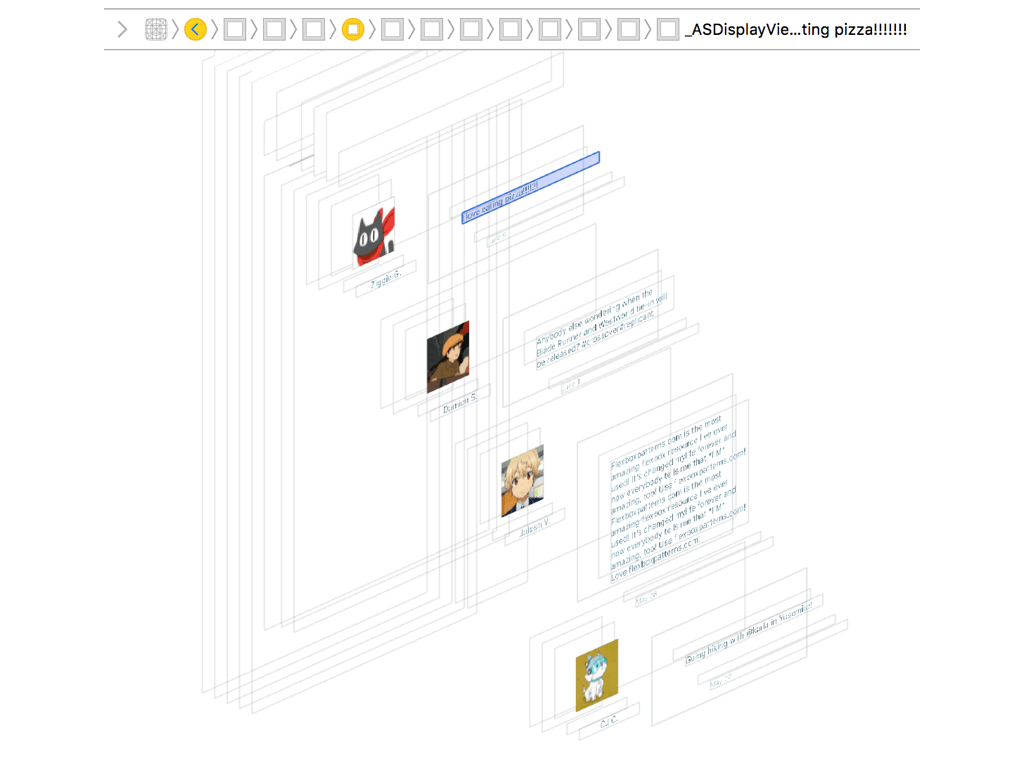 _ASDisplayVie...ting pizza!!!!!!!
love eating pizza!!!!!!!
Ziggie G.
Anybody else wondering when the
Blade Runner and Westworld tie-in will
be released? #crossover #replicant
Damian S.
Flexboxpatterns.com is the most
amazing flexbox resource I've ever
used! It's changed my life forever and
now everybody tells me that *I'M*
amazing, too! Use flexboxpatterns.com!
Flexboxpatterns.com is the most
amazing flexbox resource I've ever
used! It's changed my life forever and
now everybody tells me that *I'M*
amazing, too! Use flexboxpatterns.com!
Love flexboxpatterns.com
V.
May
Going hiking with in Yosemite
May
CJ C.